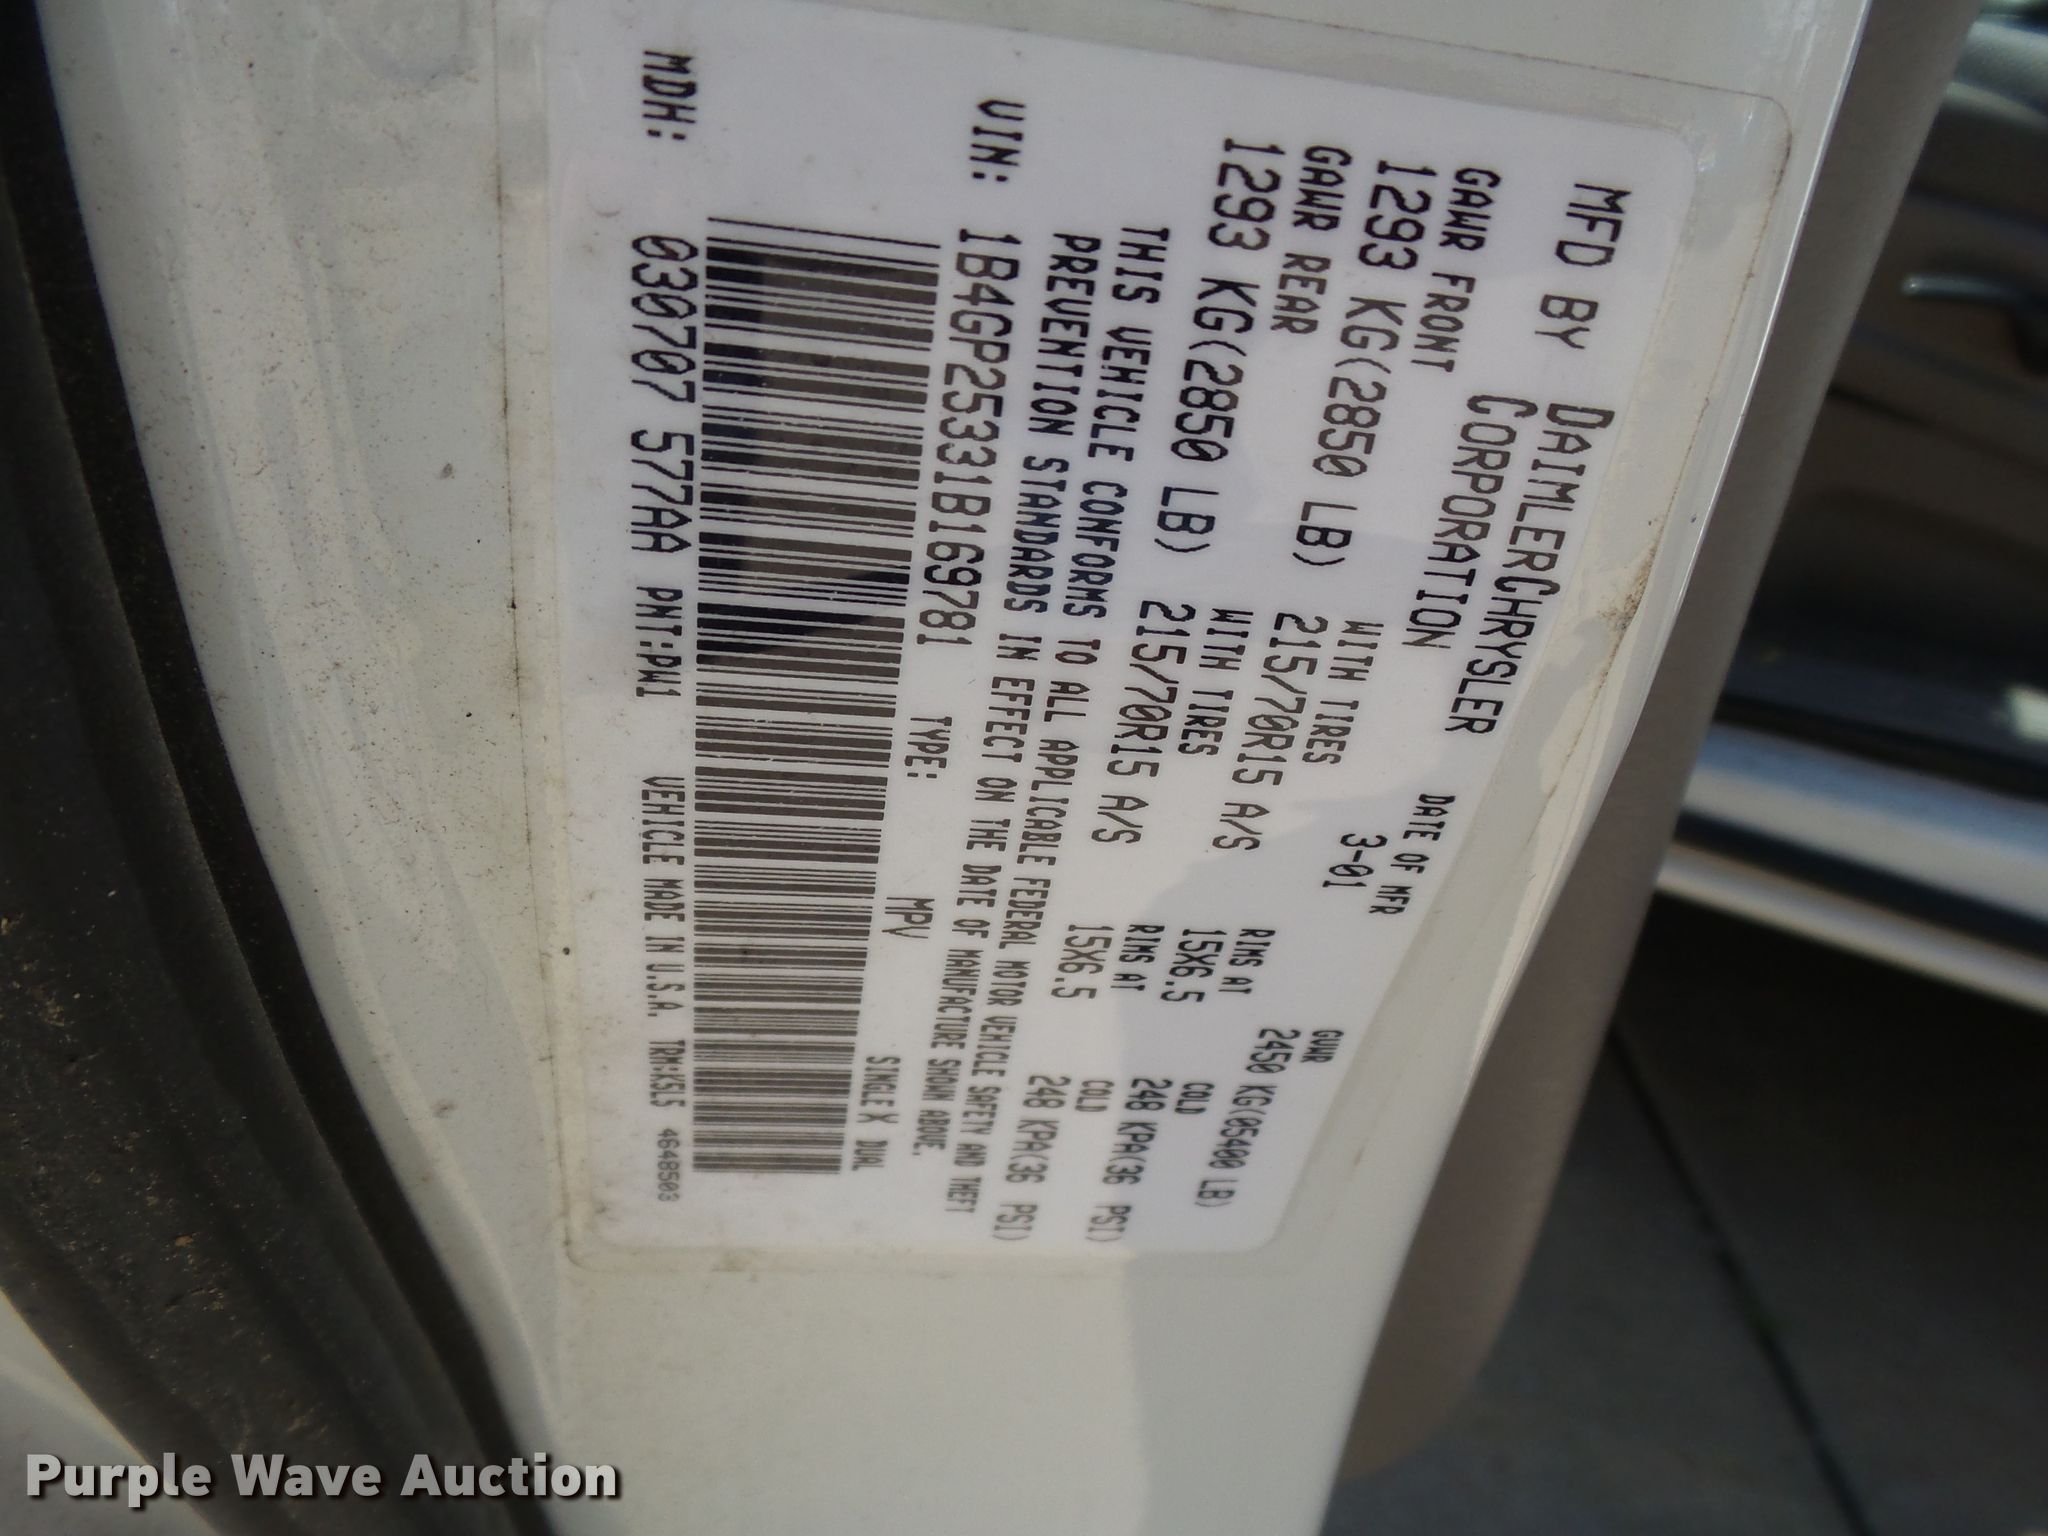 MFD BY DAIMLERCHRYSLER CORPORATION
DATE OF MFR 3-01
GVWR 2450 KG(05400 LB)
GAWR FRONT WITH TIRES RIMS AT COLD
1293 KG(2850 LB) 215/70R15 A/S 15X6.5 248 KPA(36 PSI)
GAWR REAR WITH TIRES RIMS AT COLD
1293 KG(2850 LB) 215/70R15 A/S 15X6.5 248 KPA(36 PSI)
THIS VEHICLE CONFORMS TO ALL APPLICABLE FEDERAL MOTOR VEHICLE SAFETY AND THEFT
PREVENTION STANDARDS IN EFFECT ON THE DATE OF MANUFACTURE SHOWN ABOVE.
VIN: 1B4GP25331B169781 TYPE: MPV SINGLE X DUAL
MDH: 030707 577AA PNT:PW1 VEHICLE MADE IN U.S.A. TRM:K5L5 4648503
Purple Wave Auction